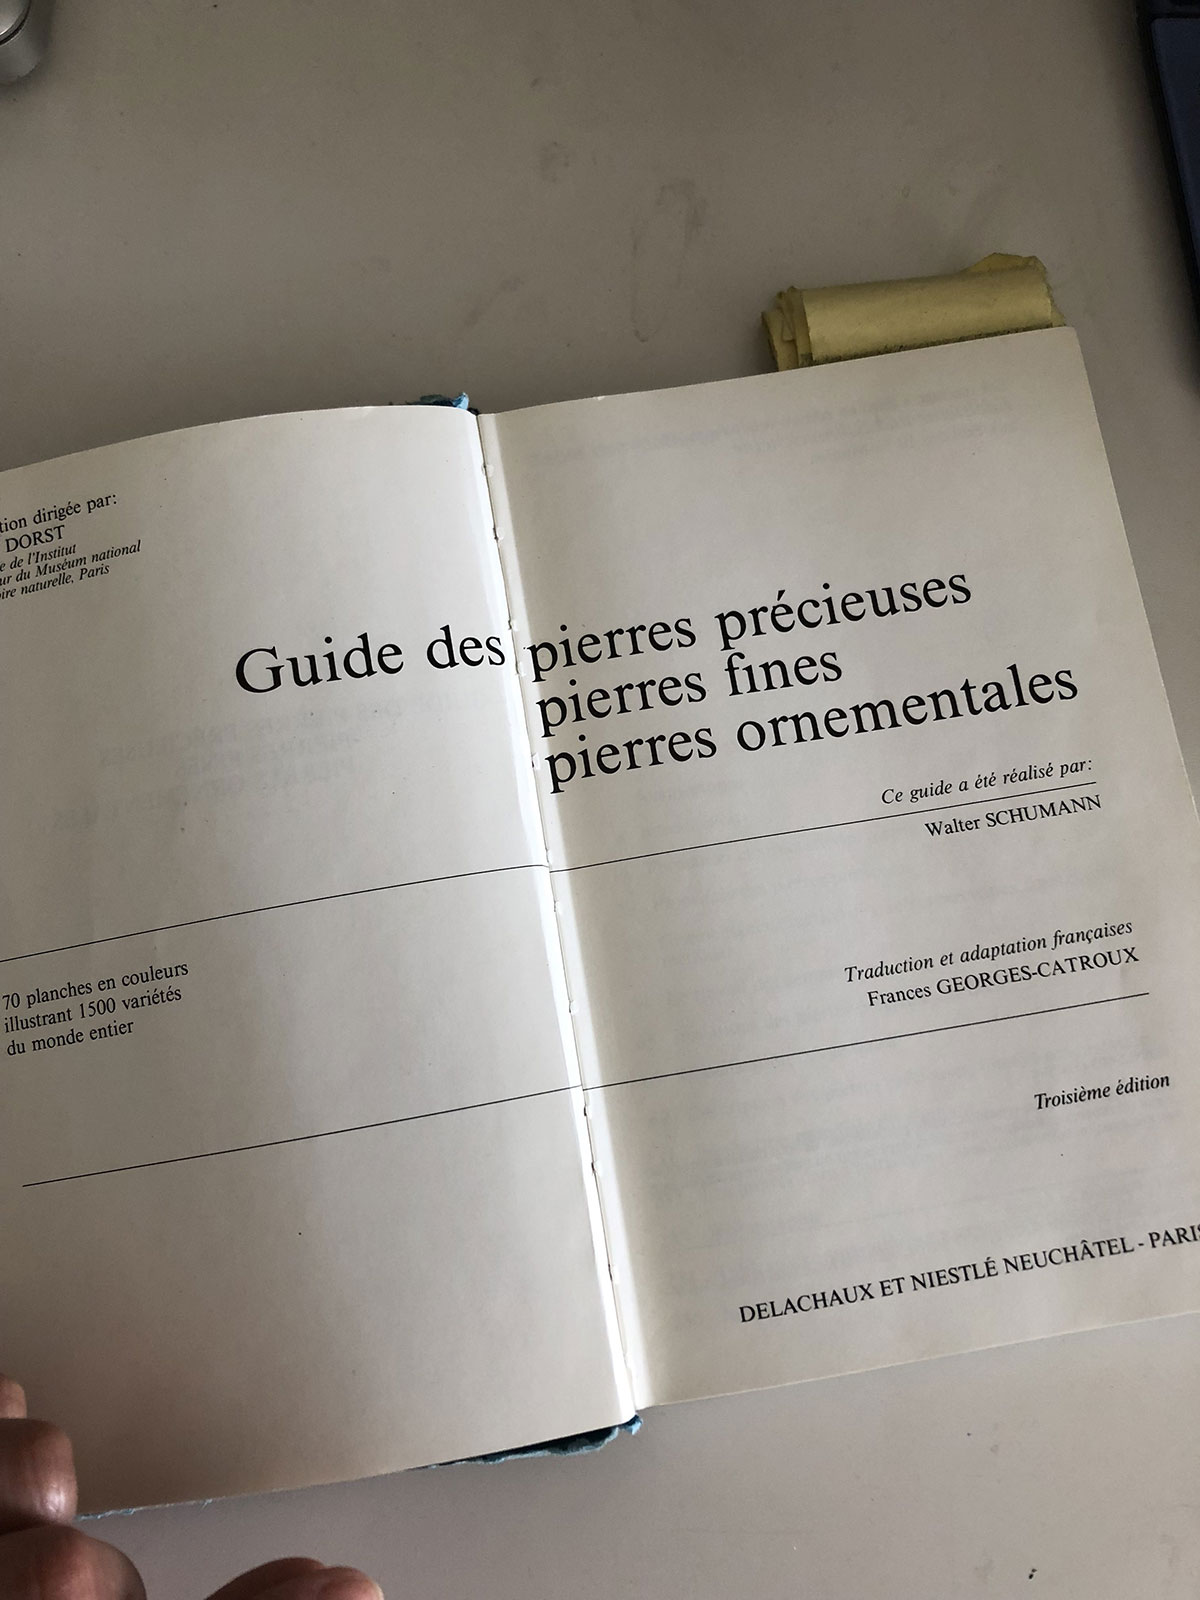 tion dirigée par:
DORST
e de l'Institut
ur du Muséum national
oire naturelle, Paris
Guide des pierres précieuses
pierres fines
pierres ornementales
Ce guide a été réalisé par:
Walter SCHUMANN
70 planches en couleurs
illustrant 1500 variétés
du monde entier
Traduction et adaptation françaises
Frances GEORGES-CATROUX
Troisième édition
DELACHAUX ET NIESTLÉ NEUCHÂTEL - PARIS